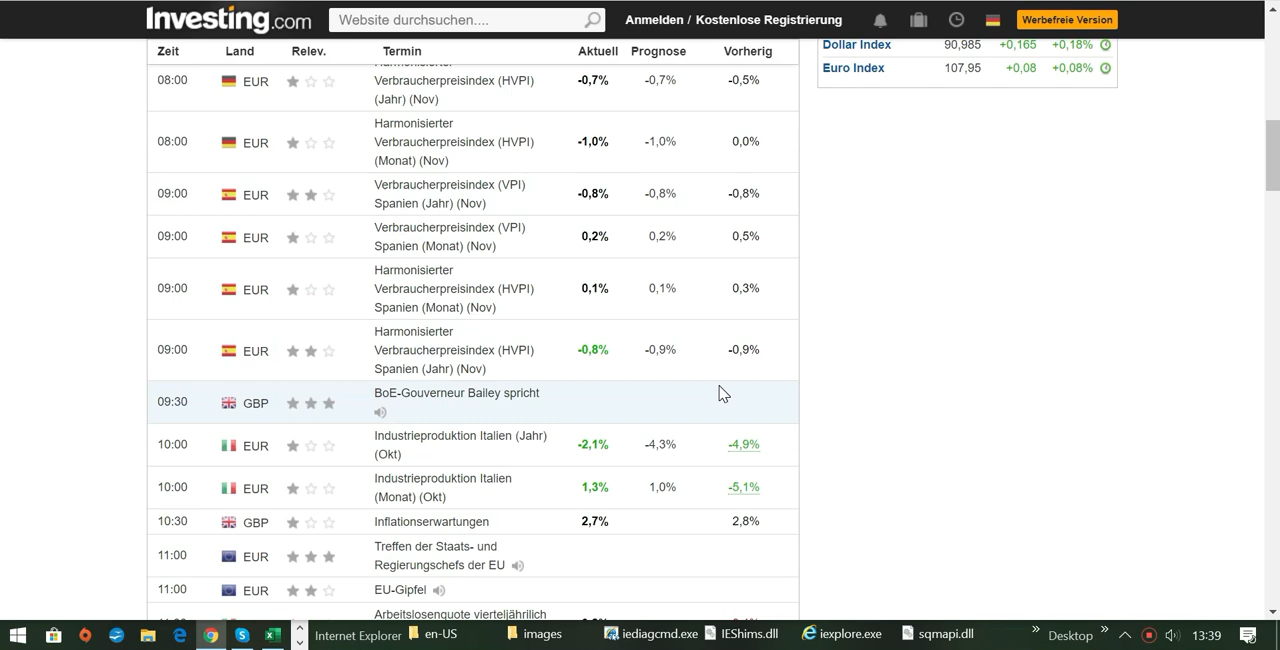 Investing.com Website durchsuchen.... Anmelden / Kostenlose Registrierung Werbefreie Version
Zeit Land Relev. Termin Aktuell Prognose Vorherig
Dollar Index 90,985 +0,165 +0,18%
Euro Index 107,95 +0,08 +0,08%
Harmonisierter
08:00 EUR Verbraucherpreisindex (HVPI) -0,7% -0,7% -0,5%
(Jahr) (Nov)
Harmonisierter
08:00 EUR Verbraucherpreisindex (HVPI) -1,0% -1,0% 0,0%
(Monat) (Nov)
09:00 EUR Verbraucherpreisindex (VPI) -0,8% -0,8% -0,8%
Spanien (Jahr) (Nov)
09:00 EUR Verbraucherpreisindex (VPI) 0,2% 0,2% 0,5%
Spanien (Monat) (Nov)
Harmonisierter
09:00 EUR Verbraucherpreisindex (HVPI) 0,1% 0,1% 0,3%
Spanien (Monat) (Nov)
Harmonisierter
09:00 EUR Verbraucherpreisindex (HVPI) -0,8% -0,9% -0,9%
Spanien (Jahr) (Nov)
09:30 GBP BoE-Gouverneur Bailey spricht
10:00 EUR Industrieproduktion Italien (Jahr) -2,1% -4,3% -4,9%
(Okt)
10:00 EUR Industrieproduktion Italien 1,3% 1,0% -5,1%
(Monat) (Okt)
10:30 GBP Inflationserwartungen 2,7% 2,8%
11:00 EUR Treffen der Staats- und
Regierungschefs der EU
11:00 EUR EU-Gipfel
Arbeitslosenquote vierteljährlich
Internet Explorer en-US images iediagcmd.exe IEShims.dll iexplore.exe sqmapi.dll Desktop 13:39